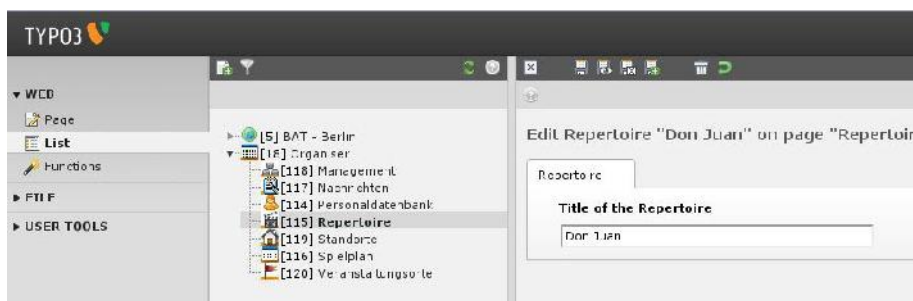 TYPO3
WEB
Page
List
Functions
FILE
USER TOOLS
[5] BAT - Berlin
[18] Organiser
[118] Management
[117] Nachrichten
[114] Personaldatenbank
[115] Repertoire
[119] Standorte
[116] Spielplan
[120] Veranstaltungsorte
Edit Repertoire "Don Juan" on page "Repertoir
Repertoire
Title of the Repertoire
Don Juan